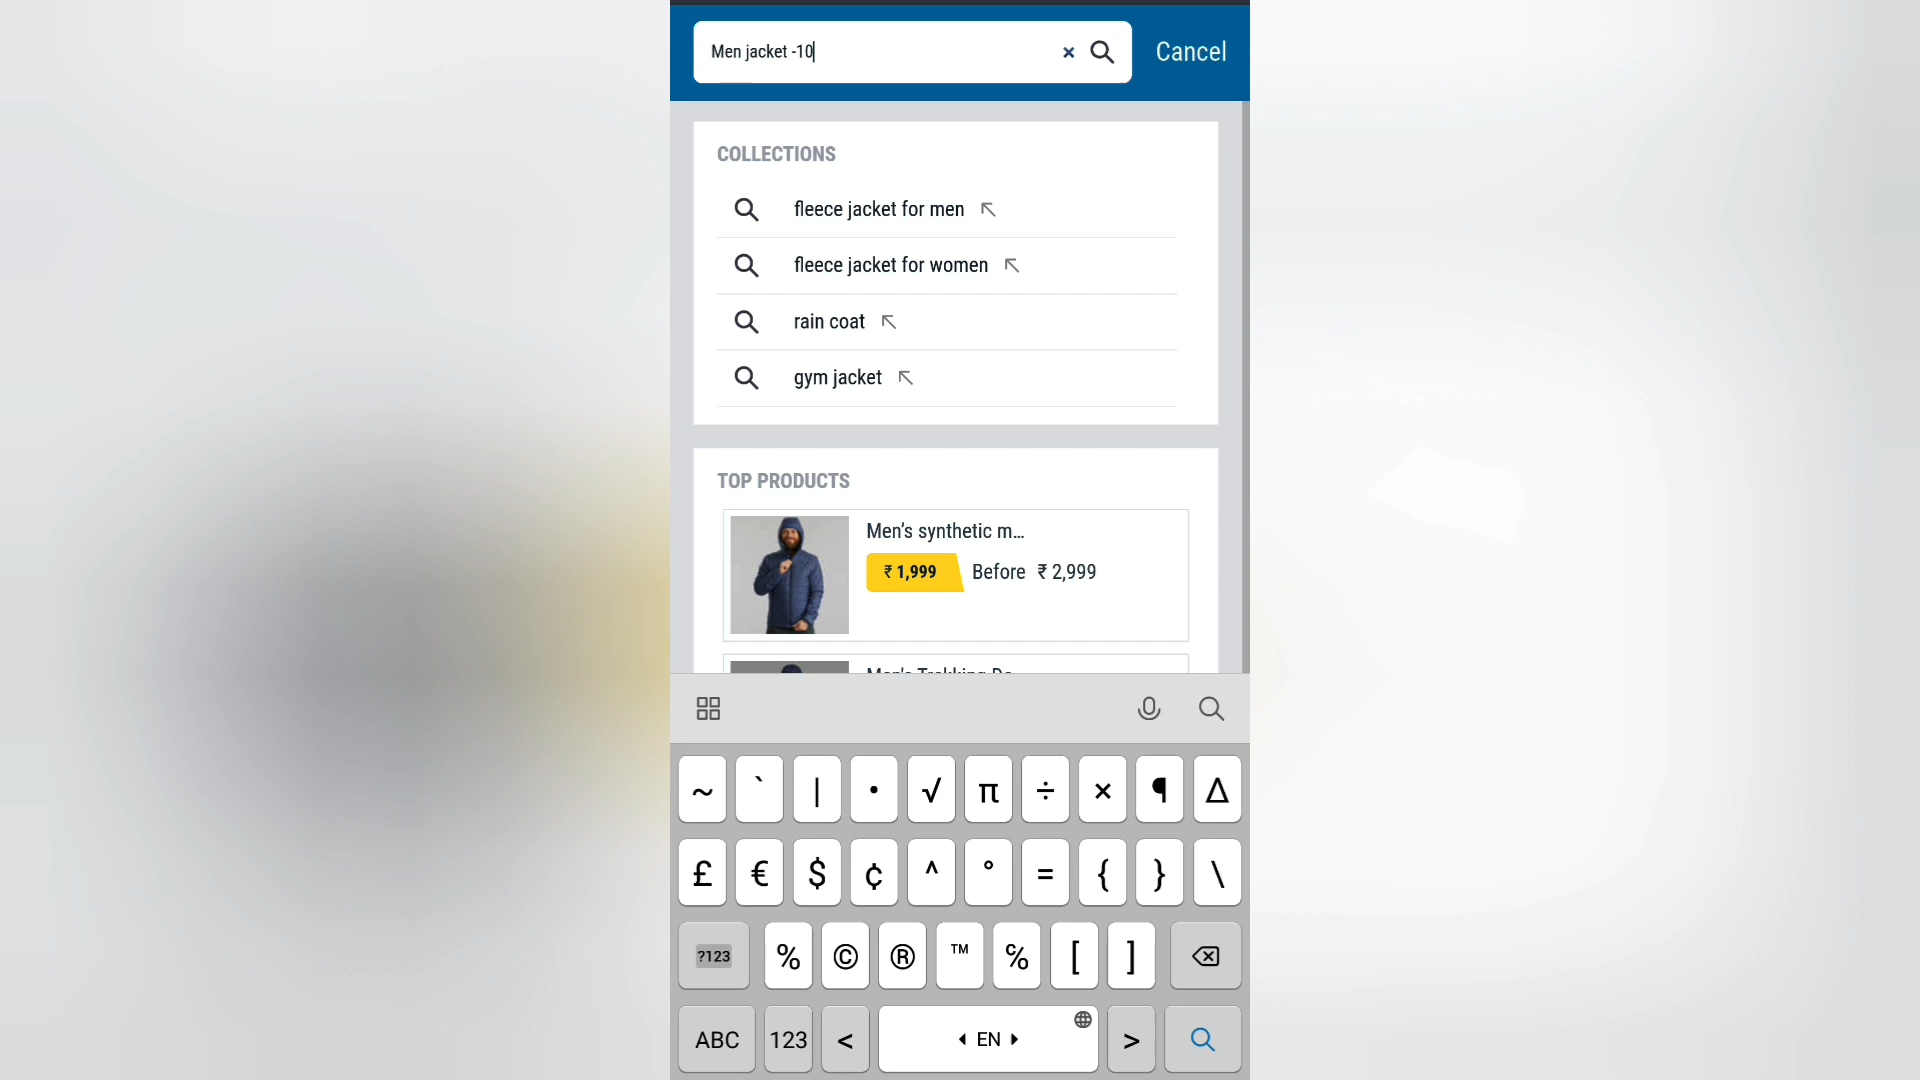 Men jacket -10
Cancel
COLLECTIONS
fleece jacket for men
fleece jacket for women
rain coat
gym jacket
TOP PRODUCTS
Men's synthetic m...
₹ 1,999 Before ₹ 2,999
~ ` | • √ π ÷ × ¶ Δ
£ € $ ¢ ^ ° = { } \
?123 % © ® ™ ℅ [ ]
ABC 123 < EN >